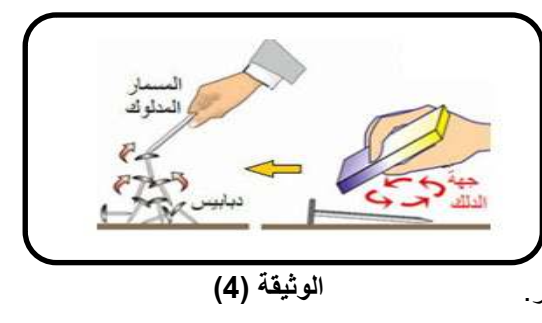 المسمار
المدلوك
جهة
الدلك
دبابيس
الوثيقة (4)